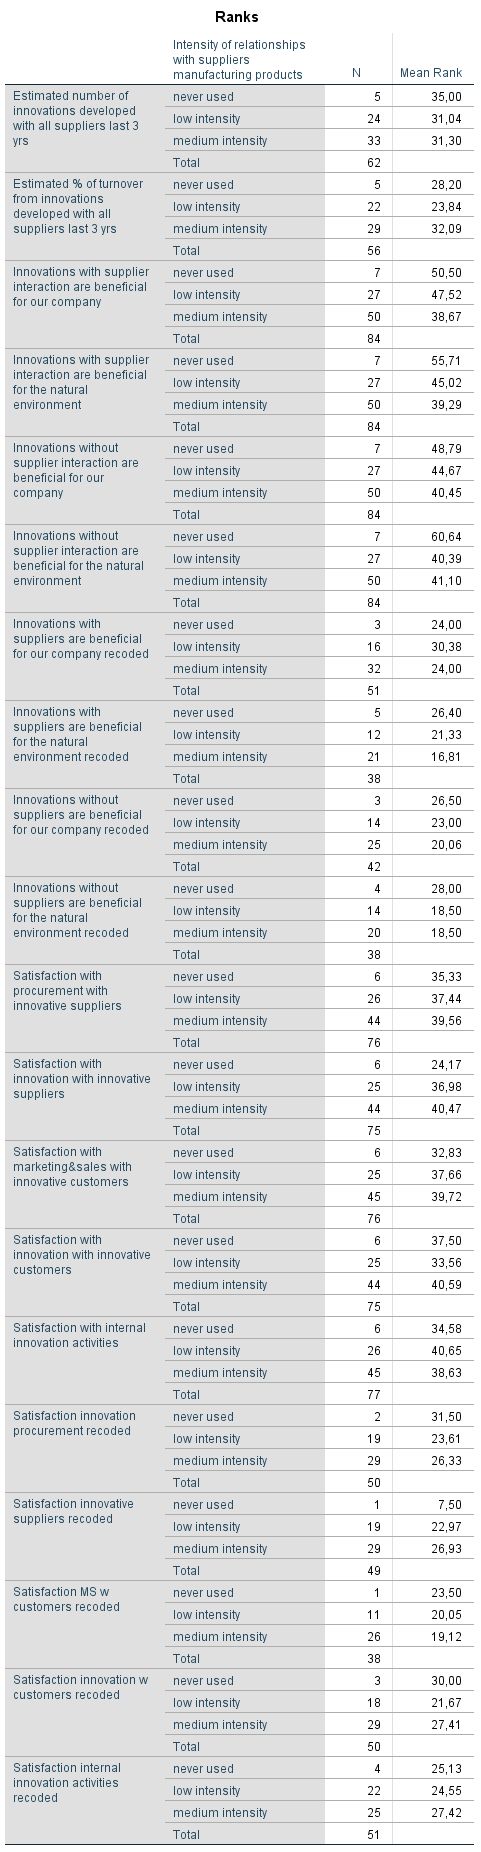 Ranks
Intensity of relationships
with suppliers
manufacturing products N Mean Rank
Estimated number of never used 5 35,00
innovations developed low intensity 24 31,04
with all suppliers last 3 medium intensity 33 31,30
yrs Total 62
Estimated % of turnover never used 5 28,20
from innovations low intensity 22 23,84
developed with all medium intensity 29 32,09
suppliers last 3 yrs Total 56
Innovations with supplier never used 7 50,50
interaction are beneficial low intensity 27 47,52
for our company medium intensity 50 38,67
Total 84
Innovations with supplier never used 7 55,71
interaction are beneficial low intensity 27 45,02
for the natural medium intensity 50 39,29
environment Total 84
Innovations without never used 7 48,79
supplier interaction are low intensity 27 44,67
beneficial for our medium intensity 50 40,45
company Total 84
Innovations without never used 7 60,64
supplier interaction are low intensity 27 40,39
beneficial for the natural medium intensity 50 41,10
environment Total 84
Innovations with never used 3 24,00
suppliers are beneficial low intensity 16 30,38
for our company recoded medium intensity 32 24,00
Total 51
Innovations with never used 5 26,40
suppliers are beneficial low intensity 12 21,33
for the natural medium intensity 21 16,81
environment recoded Total 38
Innovations without never used 3 26,50
suppliers are beneficial low intensity 14 23,00
for our company recoded medium intensity 25 20,06
Total 42
Innovations without never used 4 28,00
suppliers are beneficial low intensity 14 18,50
for the natural medium intensity 20 18,50
environment recoded Total 38
Satisfaction with never used 6 35,33
procurement with low intensity 26 37,44
innovative suppliers medium intensity 44 39,56
Total 76
Satisfaction with never used 6 24,17
innovation with innovative low intensity 25 36,98
suppliers medium intensity 44 40,47
Total 75
Satisfaction with never used 6 32,83
marketing&sales with low intensity 25 37,66
innovative customers medium intensity 45 39,72
Total 76
Satisfaction with never used 6 37,50
innovation with innovative low intensity 25 33,56
customers medium intensity 44 40,59
Total 75
Satisfaction with internal never used 6 34,58
innovation activities low intensity 26 40,65
medium intensity 45 38,63
Total 77
Satisfaction innovation never used 2 31,50
procurement recoded low intensity 19 23,61
medium intensity 29 26,33
Total 50
Satisfaction innovative never used 1 7,50
suppliers recoded low intensity 19 22,97
medium intensity 29 26,93
Total 49
Satisfaction MS w never used 1 23,50
customers recoded low intensity 11 20,05
medium intensity 26 19,12
Total 38
Satisfaction innovation w never used 3 30,00
customers recoded low intensity 18 21,67
medium intensity 29 27,41
Total 50
Satisfaction internal never used 4 25,13
innovation activities low intensity 22 24,55
recoded medium intensity 25 27,42
Total 51